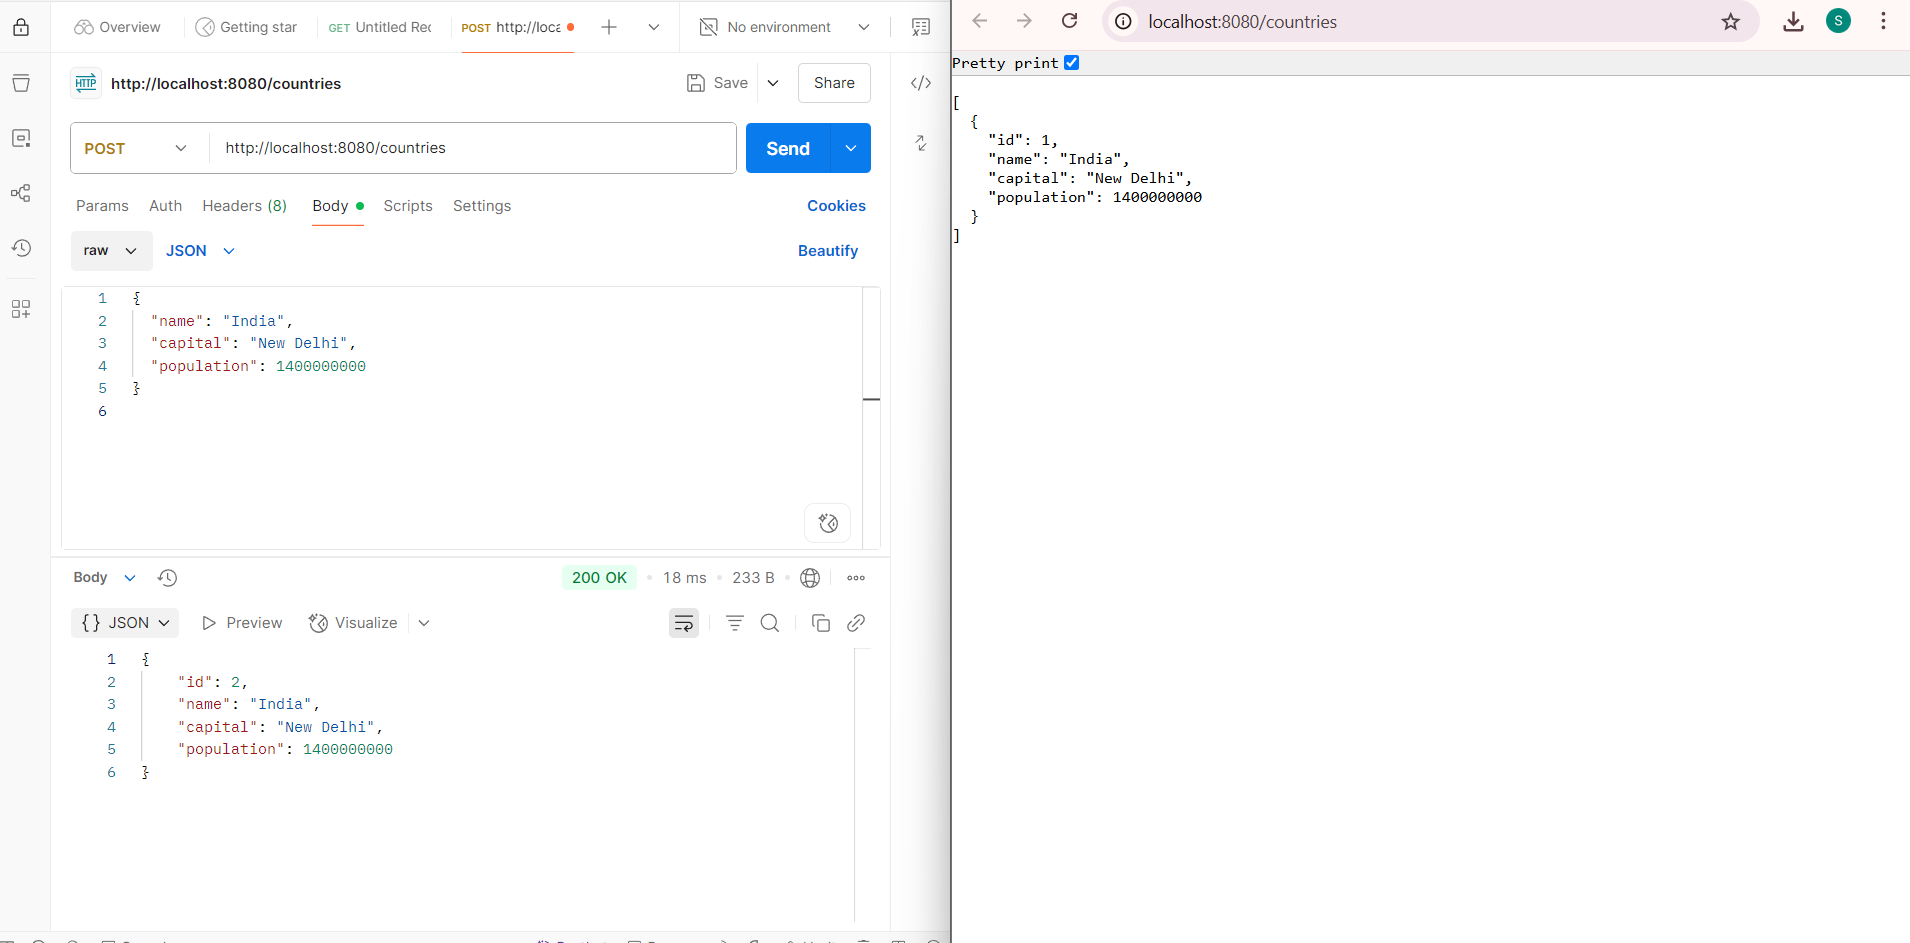 Overview
Getting star
GET Untitled Rec
POST http://loca
No environment
http://localhost:8080/countries
Save
Share
POST
http://localhost:8080/countries
Send
Params
Auth
Headers (8)
Body
Scripts
Settings
Cookies
raw
JSON
Beautify
1 {
2 "name": "India",
3 "capital": "New Delhi",
4 "population": 1400000000
5 }
6
Body
200 OK
18 ms
233 B
{} JSON
Preview
Visualize
1 {
2 "id": 2,
3 "name": "India",
4 "capital": "New Delhi",
5 "population": 1400000000
6 }
localhost:8080/countries
S
Pretty print
[
{
"id": 1,
"name": "India",
"capital": "New Delhi",
"population": 1400000000
}
]